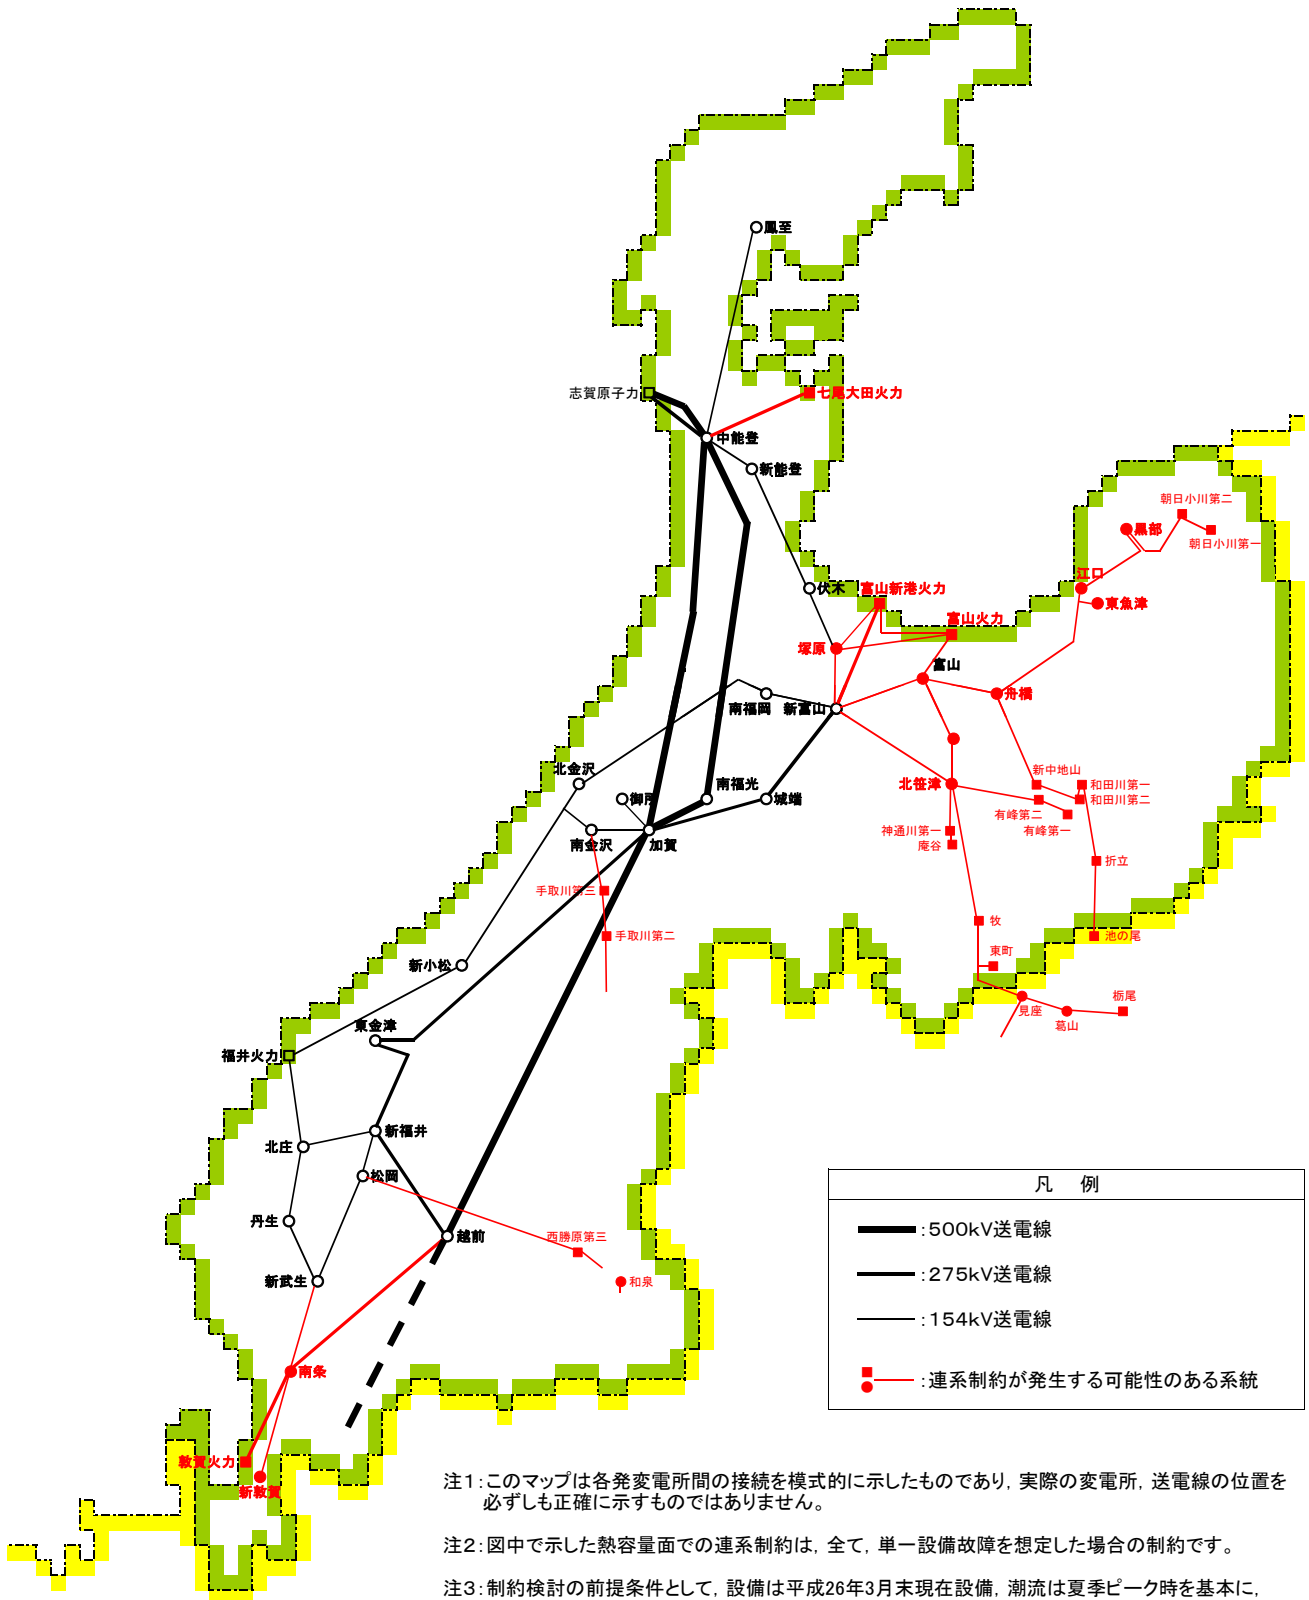 鳳至
志賀原子力
七尾大田火力
中能登
新能登
朝日小川第二
黒部
朝日小川第一
江口
伏木
富山新港火力
東魚津
富山火力
塚原
富山
舟橋
南福岡
新富山
北金沢
新中地山
北笹津
和田川第一
南福光
御所
城端
和田川第二
有峰第二
有峰第一
神通川第一
南金沢
加賀
庵谷
折立
手取川第三
牧
手取川第二
池の尾
東町
新小松
栃尾
見座
葛山
東金津
福井火力
新福井
北庄
松岡
丹生
越前
西勝原第三
新武生
和泉
南条
敦賀火力
新敦賀
凡 例
:500kV送電線
:275kV送電線
:154kV送電線
:連系制約が発生する可能性のある系統
注1:このマップは各発変電所間の接続を模式的に示したものであり,実際の変電所,送電線の位置を
必ずしも正確に示すものではありません。
注2:図中で示した熱容量面での連系制約は,全て,単一設備故障を想定した場合の制約です。
注3:制約検討の前提条件として,設備は平成26年3月末現在設備,潮流は夏季ピーク時を基本に,